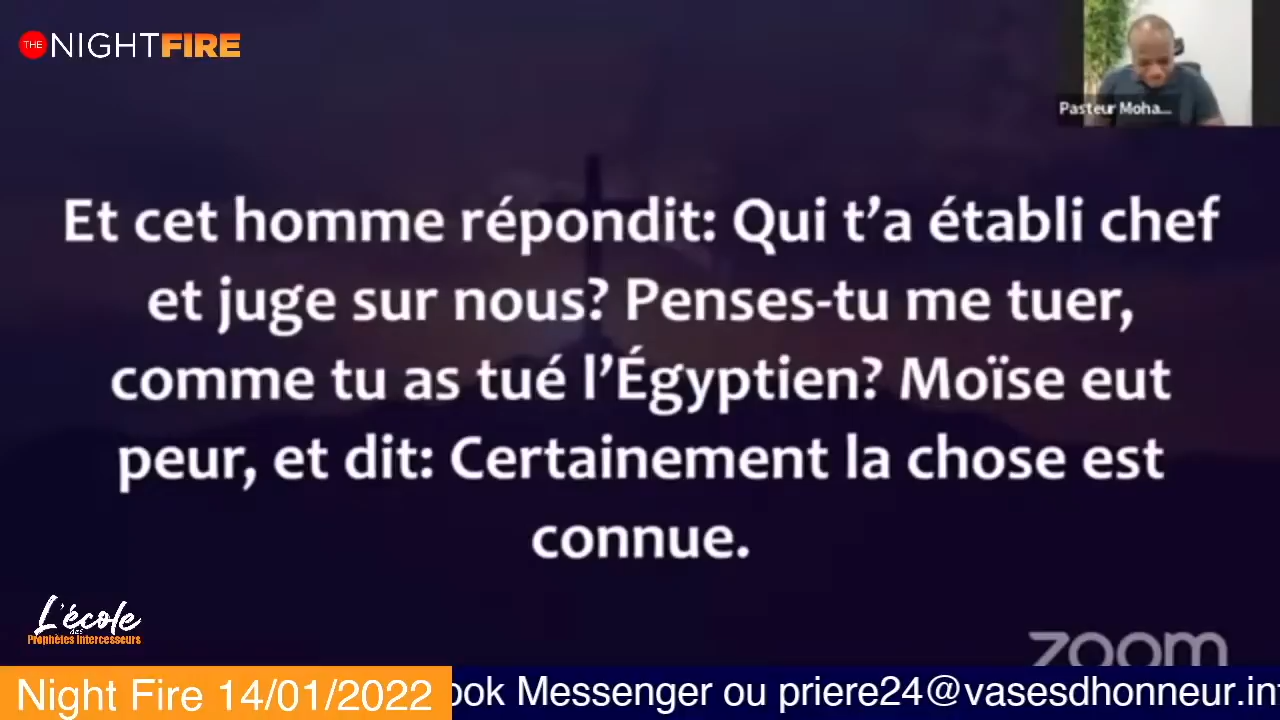 THE NIGHTFIRE
Pasteur Moha...
Et cet homme répondit: Qui t’a établi chef
et juge sur nous? Penses-tu me tuer,
comme tu as tué l’Égyptien? Moïse eut
peur, et dit: Certainement la chose est
connue.
L'école
des
Prophètes Intercesseurs
zoom
Night Fire 14/01/2022
ook Messenger ou priere24@vasesdhonneur.inf